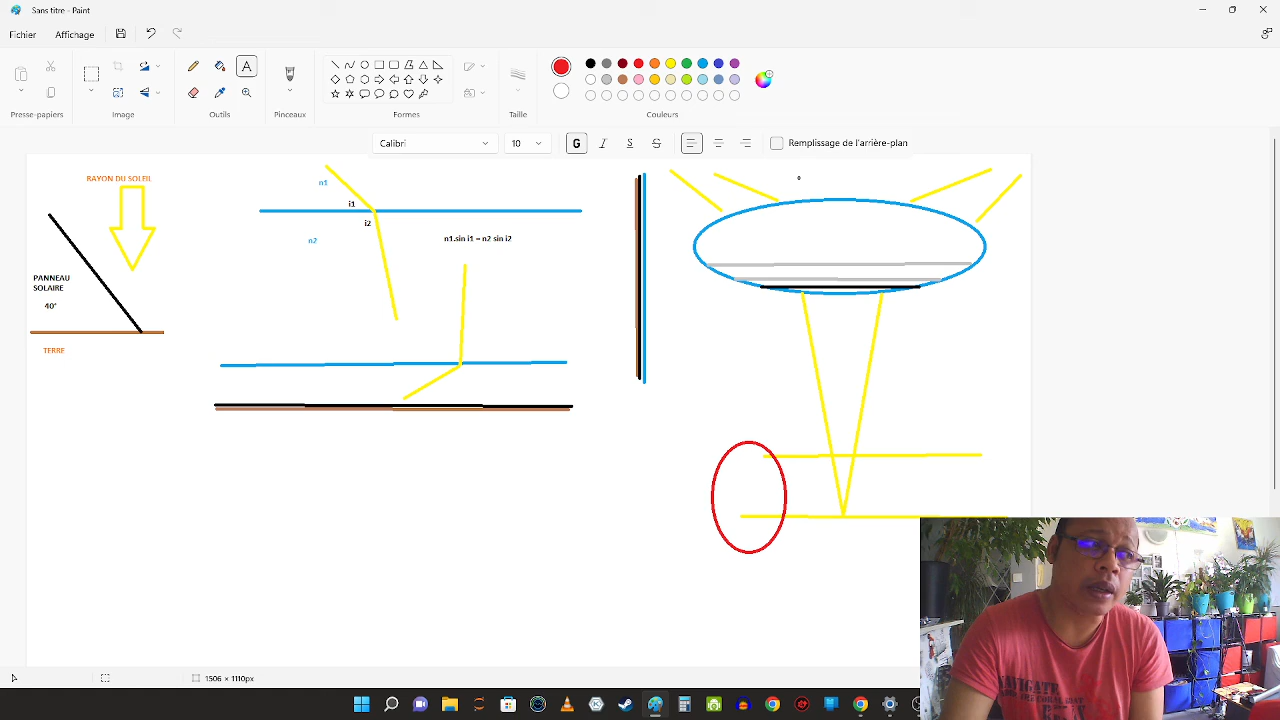 Sans titre - Paint
Fichier
Affichage
A
Presse-papiers
Image
Outils
Pinceaux
Formes
Taille
Couleurs
Calibri
10
G
I
S
S
Remplissage de l'arrière-plan
RAYON DU SOLEIL
PANNEAU
SOLAIRE
40°
TERRE
n1
i1
i2
n2
n1.sin i1 = n2 sin i2
NAVIGATE
1506 × 1110px